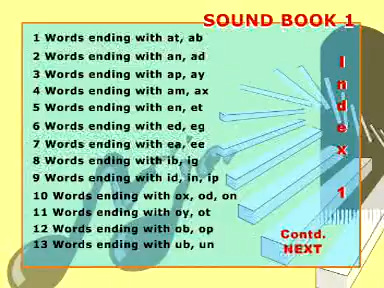 SOUND BOOK 1
1 Words ending with at, ab
2 Words ending with an, ad
3 Words ending with ap, ay
4 Words ending with am, ax
5 Words ending with en, et
6 Words ending with ed, eg
7 Words ending with ea, ee
8 Words ending with ib, ig
9 Words ending with id, in, ip
10 Words ending with ox, od, on
11 Words ending with oy, ot
12 Words ending with ob, op
13 Words ending with ub, un
Index 1
Contd.
NEXT